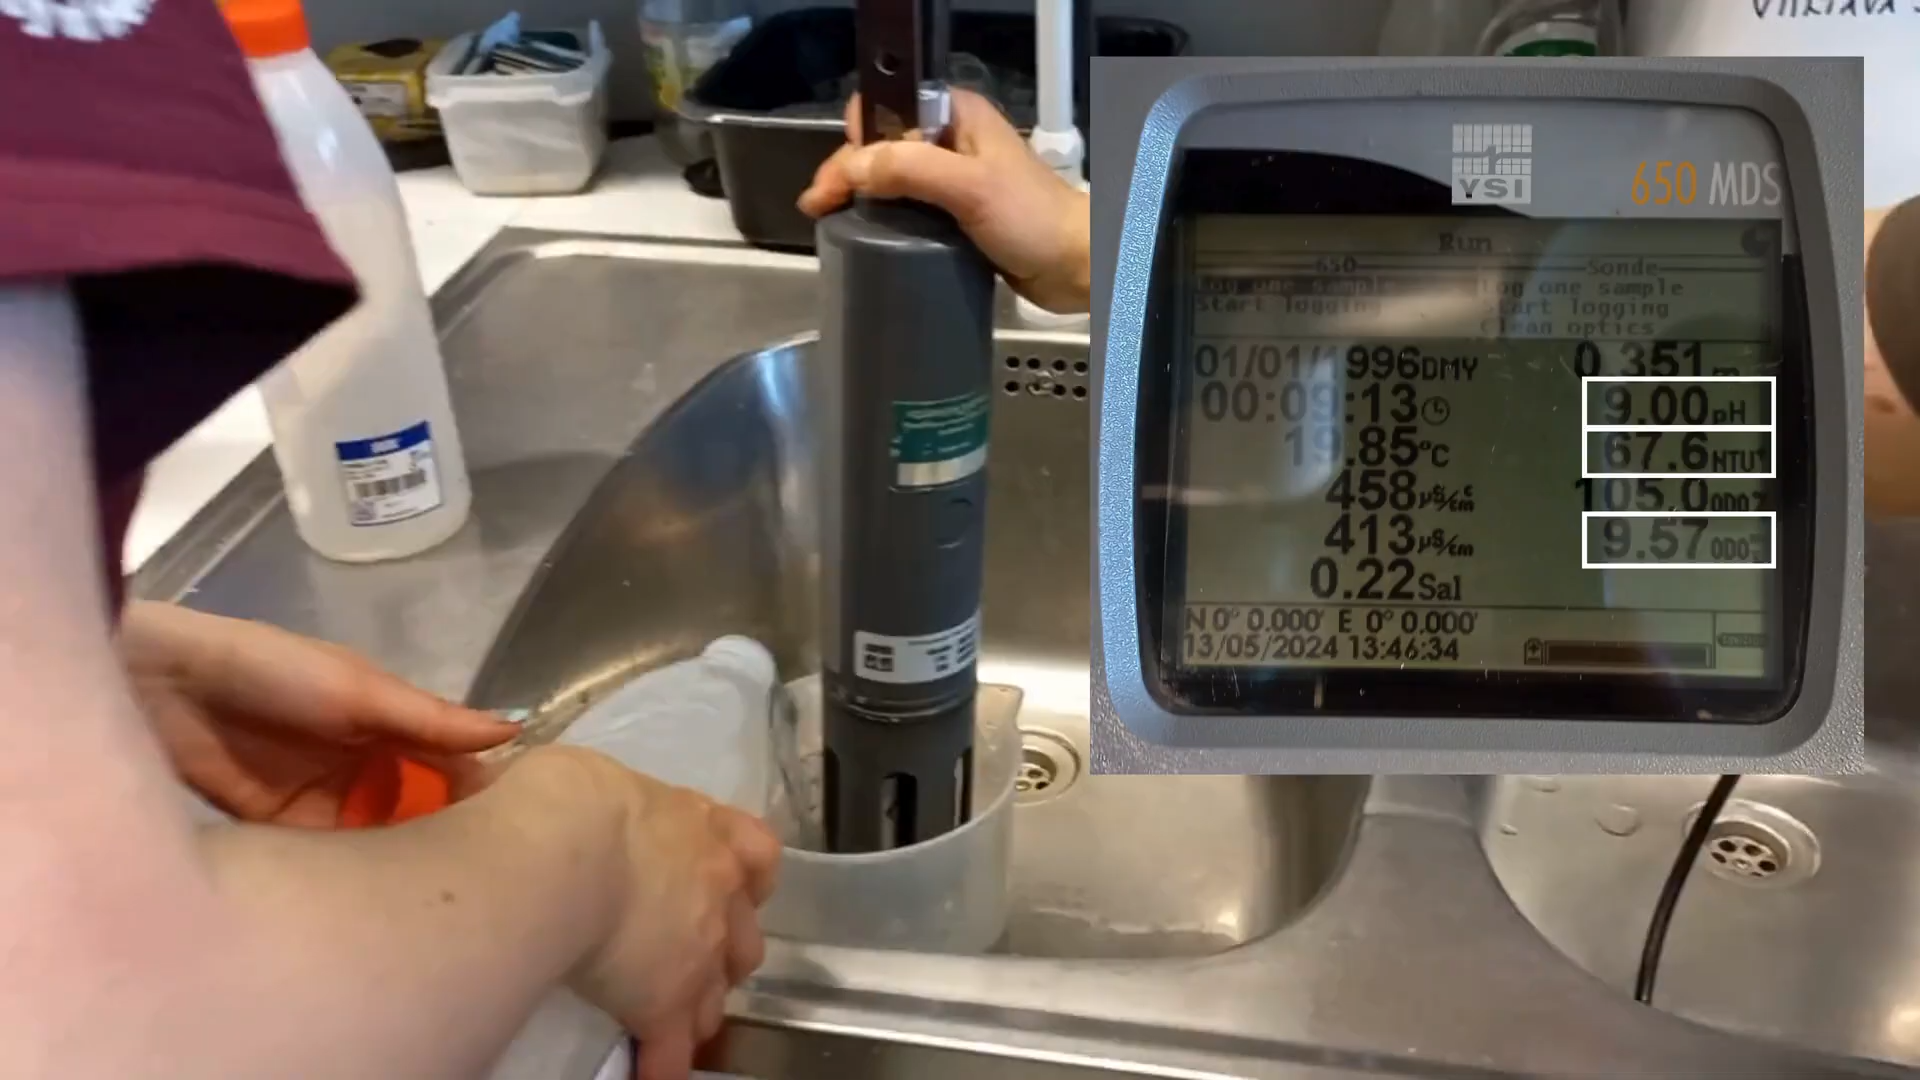 YSI
650 MDS
Run
650 Sonde
Log one sample Log one sample
Start logging Start logging
Clean optics
01/01/1996DMY 0.351m
00:09:13 9.00pH
19.85°C 67.6NTU+
458µS/cm c 105.0ODO%
413µS/cm 9.57ODO
0.22Sal
N 0° 0.000' E 0° 0.000'
13/05/2024 13:46:34